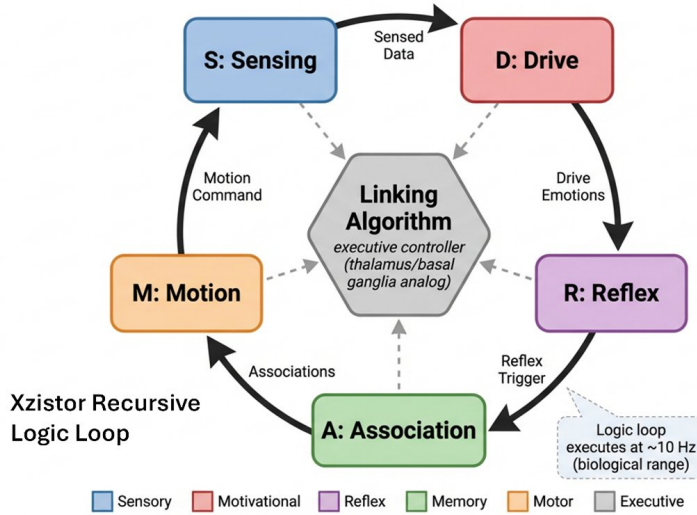 S: Sensing
Sensed
Data
D: Drive
Motion
Command
Linking
Algorithm
executive controller
(thalamus/basal
ganglia analog)
Drive
Emotions
M: Motion
R: Reflex
Associations
Reflex
Trigger
A: Association
Xzistor Recursive
Logic Loop
Logic loop
executes at ~10 Hz
(biological range)
Sensory
Motivational
Reflex
Memory
Motor
Executive